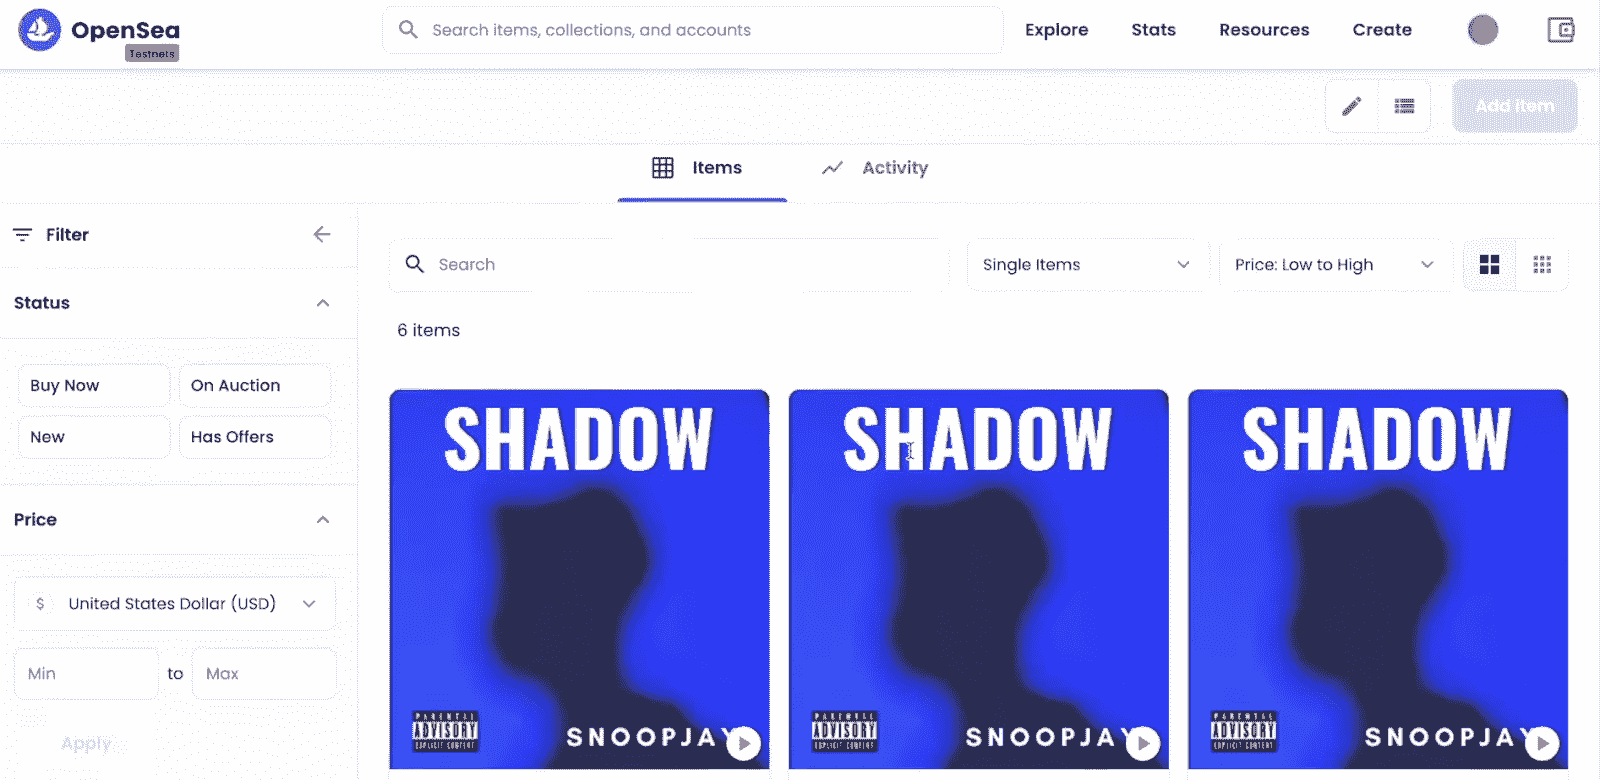 OpenSea
Testnets
Search items, collections, and accounts
Explore
Stats
Resources
Create
Add Item
Items
Activity
Filter
Search
Single Items
Price: Low to High
Status
6 items
Buy Now
On Auction
New
Has Offers
Price
$ United States Dollar (USD)
Min to Max
Apply
SHADOW
PARENTAL
ADVISORY
EXPLICIT CONTENT
SNOOPJAY
SHADOW
PARENTAL
ADVISORY
EXPLICIT CONTENT
SNOOPJAY
SHADOW
PARENTAL
ADVISORY
EXPLICIT CONTENT
SNOOPJAY